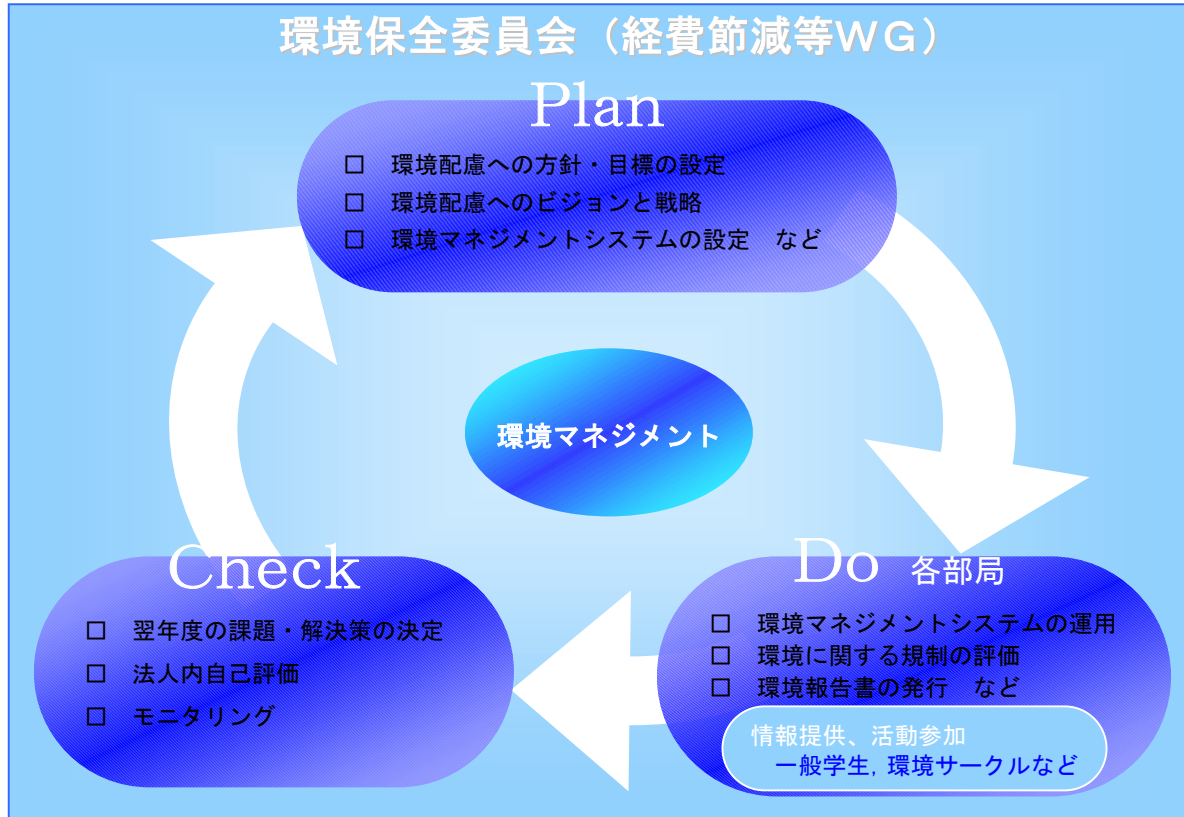 環境保全委員会（経費節減等ＷＧ）
Plan
□ 環境配慮への方針・目標の設定
□ 環境配慮へのビジョンと戦略
□ 環境マネジメントシステムの設定　など
環境マネジメント
Check
□ 翌年度の課題・解決策の決定
□ 法人内自己評価
□ モニタリング
Do 各部局
□ 環境マネジメントシステムの運用
□ 環境に関する規制の評価
□ 環境報告書の発行　など
情報提供、活動参加
一般学生, 環境サークルなど